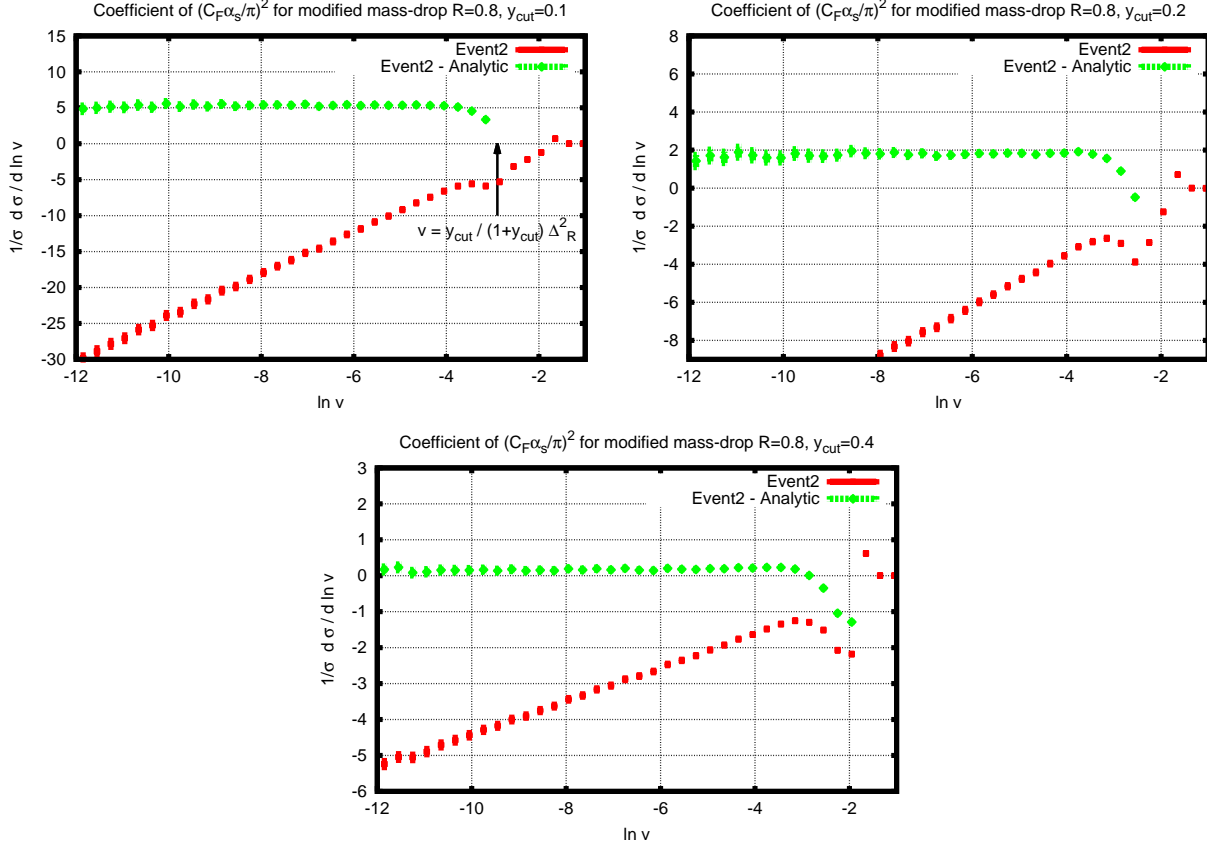 Coefficient of (C_Fα_s/π)² for modified mass-drop R=0.8, y_cut=0.1
15
10
5
0
-5
-10
-15
-20
-25
-30
1/σ dσ / d ln v
Event2
Event2 - Analytic
v = y_cut / (1+y_cut) Δ²_R
-12 -10 -8 -6 -4 -2
ln v
Coefficient of (C_Fα_s/π)² for modified mass-drop R=0.8, y_cut=0.2
8
6
4
2
0
-2
-4
-6
-8
1/σ dσ / d ln v
Event2
Event2 - Analytic
-12 -10 -8 -6 -4 -2
ln v
Coefficient of (C_Fα_s/π)² for modified mass-drop R=0.8, y_cut=0.4
3
2
1
0
-1
-2
-3
-4
-5
-6
1/σ dσ / d ln v
Event2
Event2 - Analytic
-12 -10 -8 -6 -4 -2
ln v